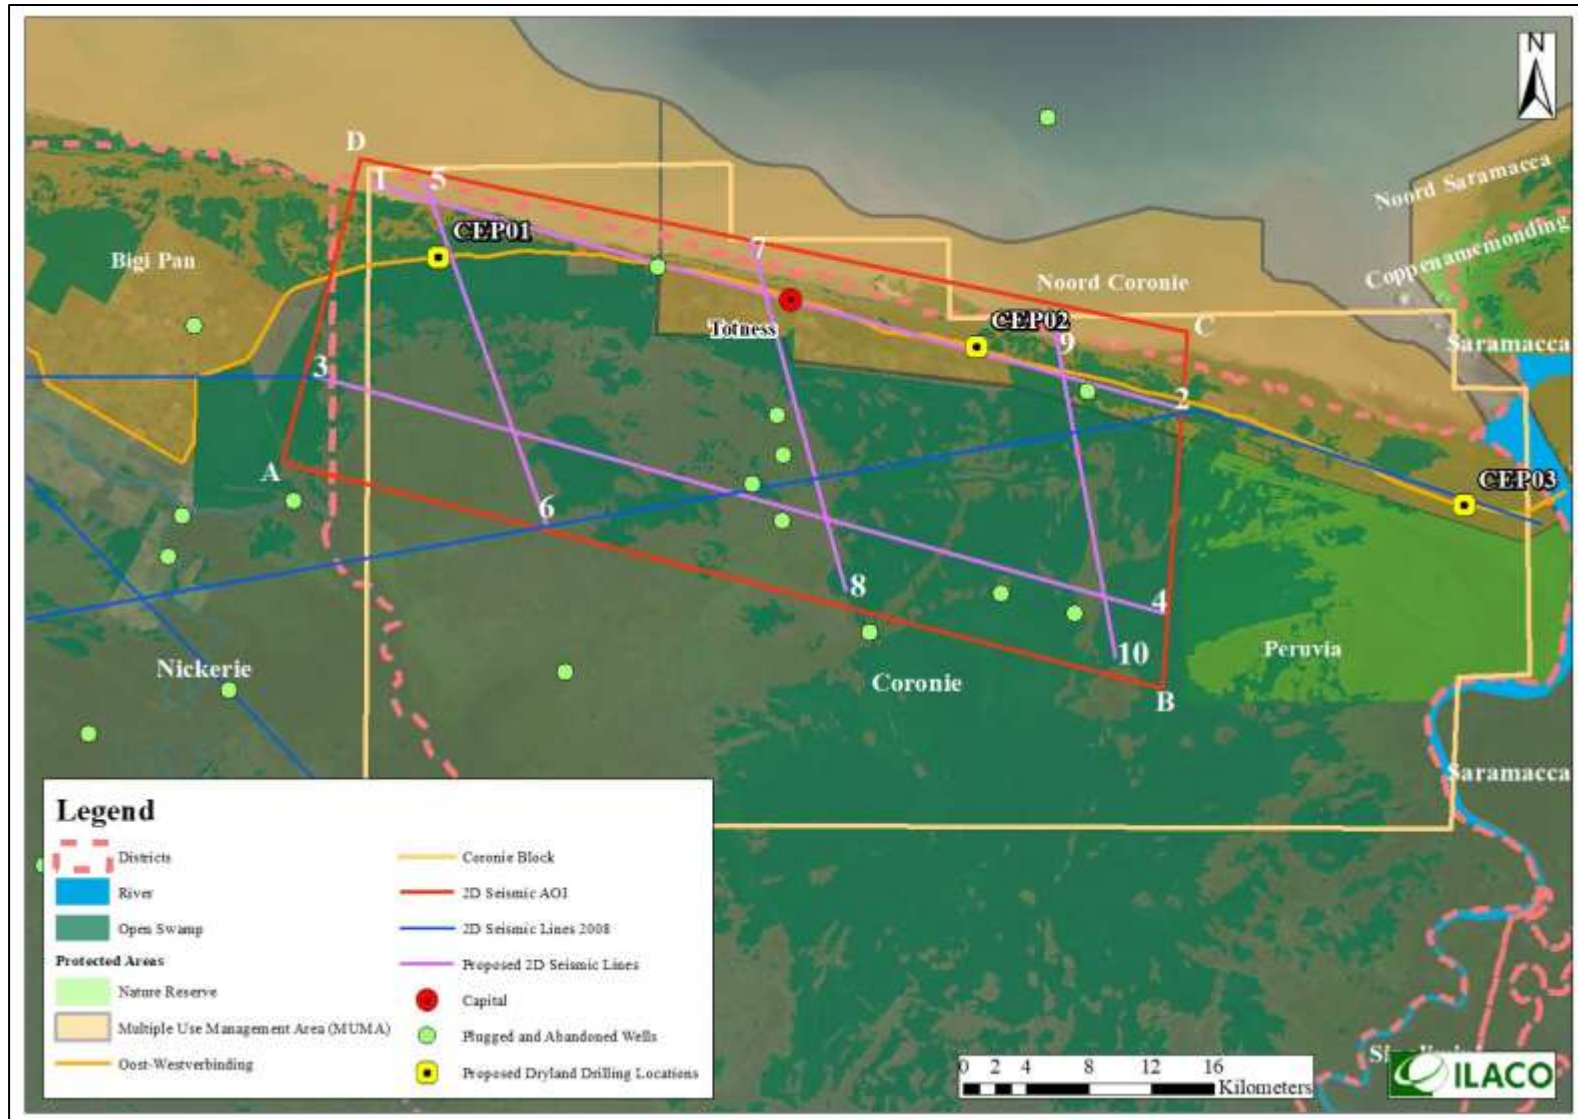 N
D
1
5
CEP01
Bigi Pan
7
Noord Saramacca
Coppenamemonding
Noord Coronie
Totness
CEP02
9
C
Saramacca
3
2
A
6
CEP03
8
4
10
B
Nickerie
Coronie
Peruvia
Saramacca
Legend
Districts
River
Open Swamp
Protected Areas
Nature Reserve
Multiple Use Management Area (MUMA)
Oost-Westverbinding
Coronie Block
2D Seismic AOI
2D Seismic Lines 2008
Proposed 2D Seismic Lines
Capital
Plugged and Abandoned Wells
Proposed Dryland Drilling Locations
0 2 4 8 12 16
Kilometers
ILACO